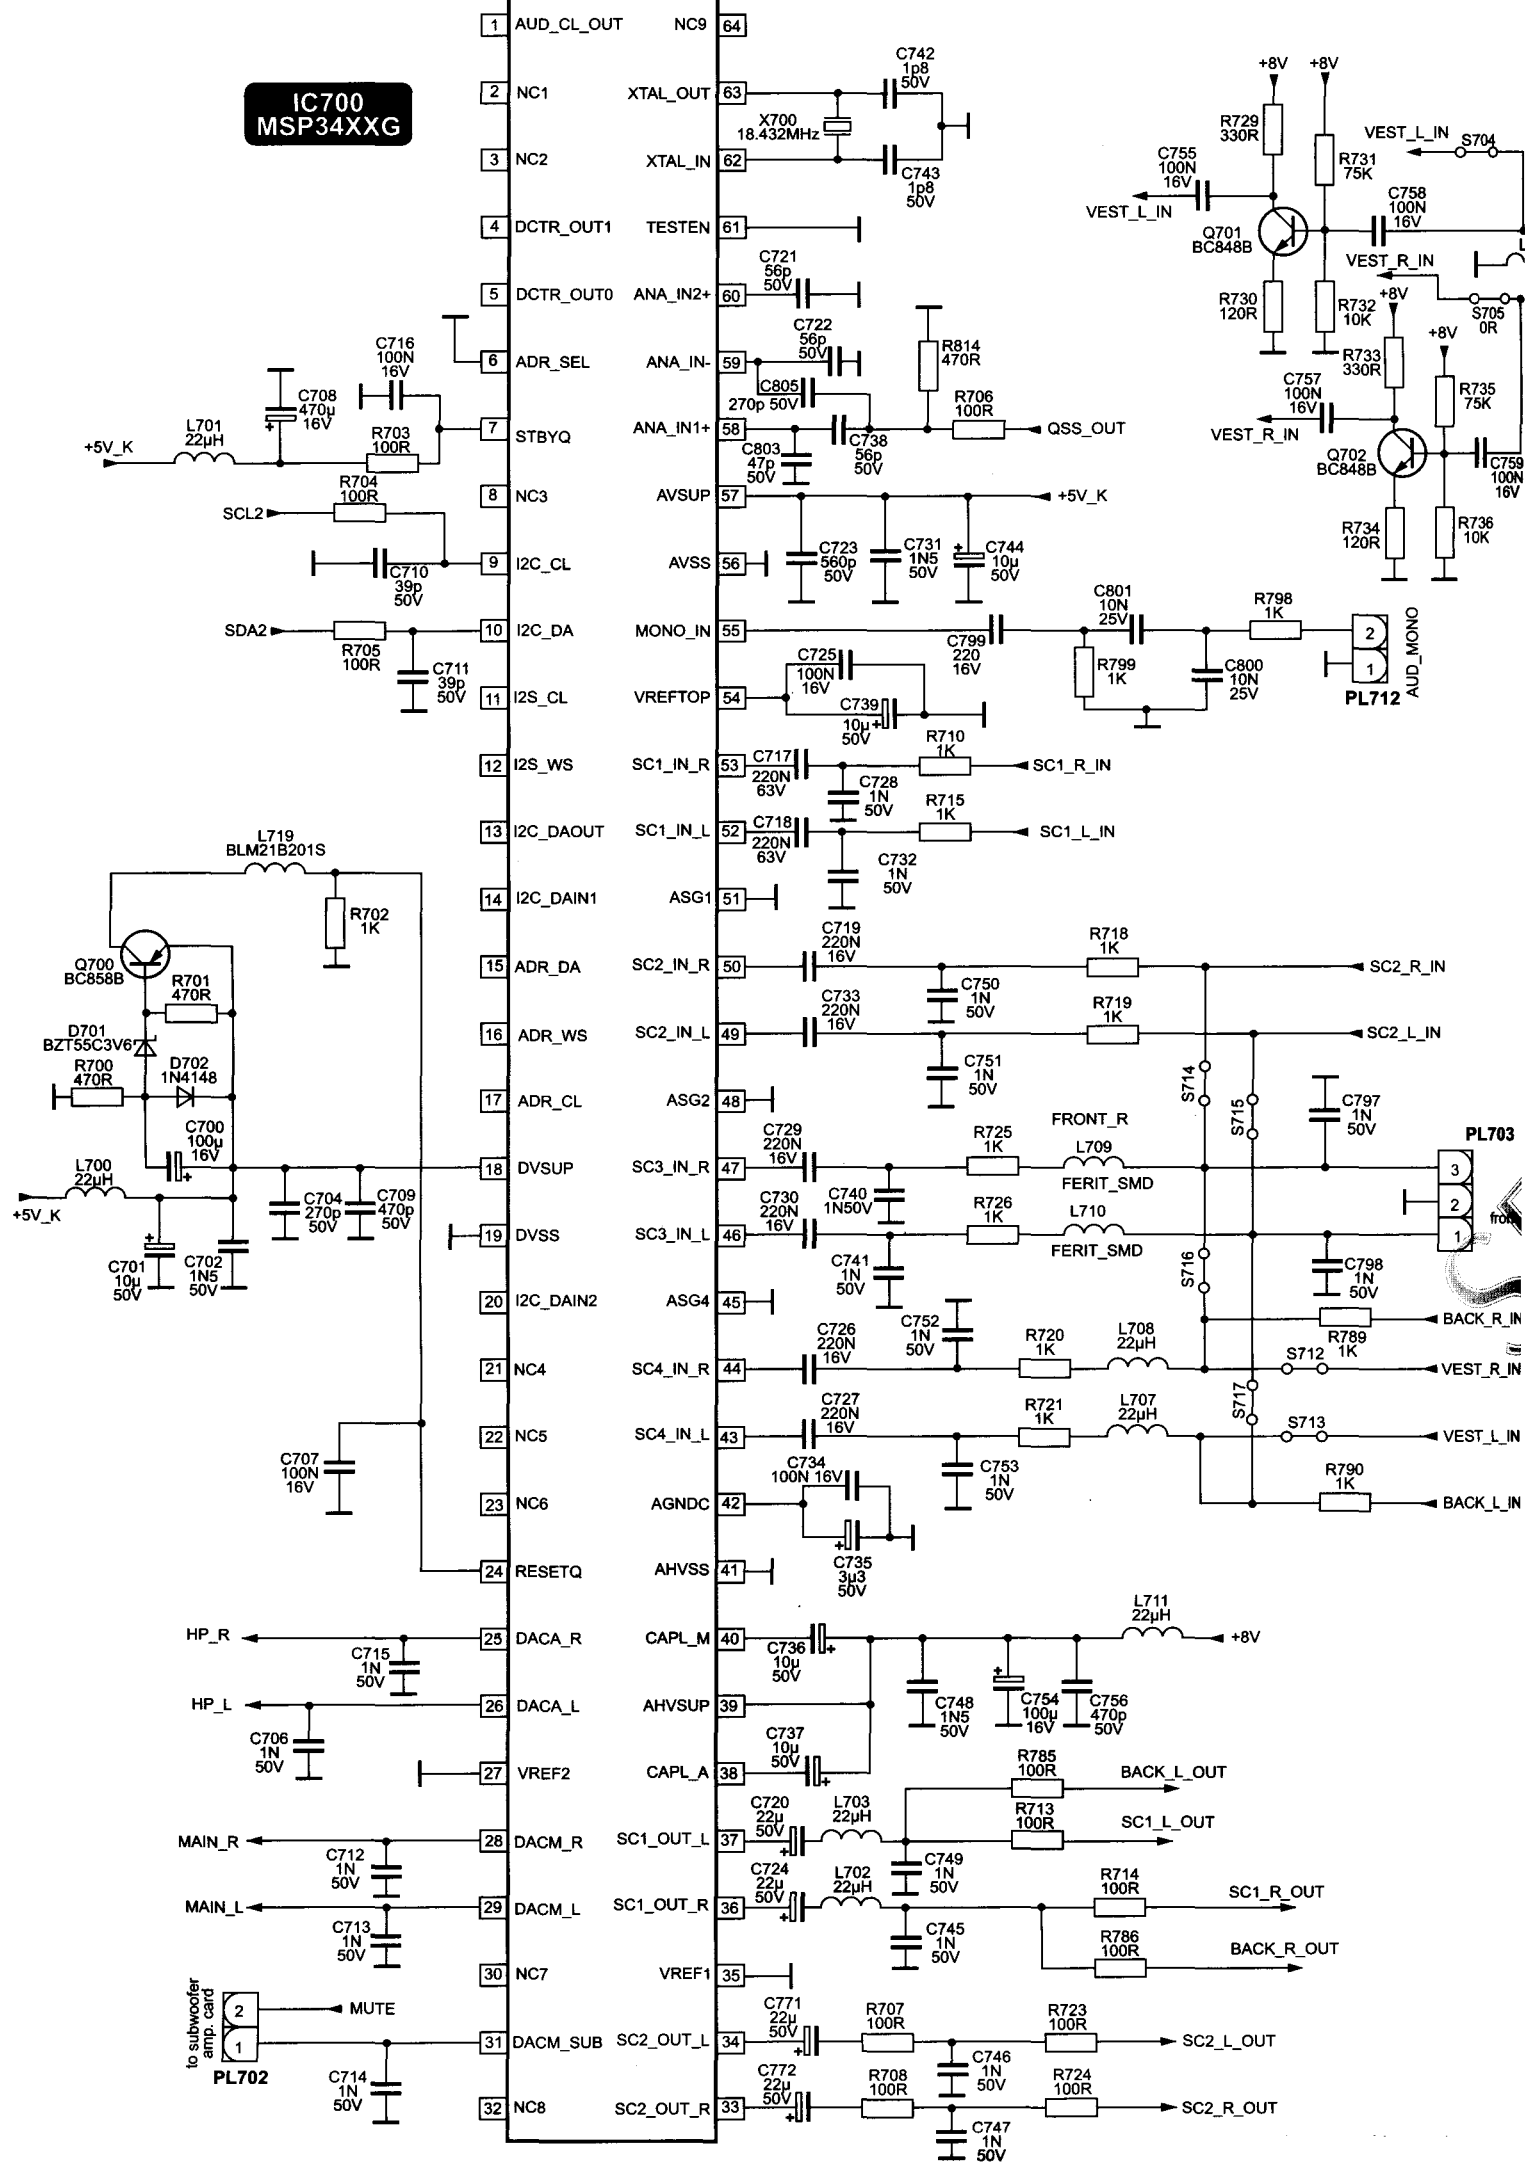 IC700
MSP34XXG
1 AUD_CL_OUT
2 NC1
3 NC2
4 DCTR_OUT1
5 DCTR_OUT0
6 ADR_SEL
7 STBYQ
8 NC3
9 I2C_CL
10 I2C_DA
11 I2S_CL
12 I2S_WS
13 I2C_DAOUT
14 I2C_DAIN1
15 ADR_DA
16 ADR_WS
17 ADR_CL
18 DVSUP
19 DVSS
20 I2C_DAIN2
21 NC4
22 NC5
23 NC6
24 RESETQ
25 DACA_R
26 DACA_L
27 VREF2
28 DACM_R
29 DACM_L
30 NC7
31 DACM_SUB
32 NC8
NC9 64
XTAL_OUT 63
XTAL_IN 62
TESTEN 61
ANA_IN2+ 60
ANA_IN- 59
ANA_IN1+ 58
AVSUP 57
AVSS 56
MONO_IN 55
VREFTOP 54
SC1_IN_R 53
SC1_IN_L 52
ASG1 51
SC2_IN_R 50
SC2_IN_L 49
ASG2 48
SC3_IN_R 47
SC3_IN_L 46
ASG4 45
SC4_IN_R 44
SC4_IN_L 43
AGNDC 42
AHVSS 41
CAPL_M 40
AHVSUP 39
CAPL_A 38
SC1_OUT_L 37
SC1_OUT_R 36
VREF1 35
SC2_OUT_L 34
SC2_OUT_R 33
C716
100N
16V
C708
470µ
16V
L701
22µH
+5V_K
R703
100R
R704
100R
SCL2
C710
39p
50V
SDA2
R705
100R
C711
39p
50V
L719
BLM21B201S
R702
1K
Q700
BC858B
R701
470R
D701
BZT55C3V6
R700
470R
D702
1N4148
C700
100µ
16V
L700
22µH
+5V_K
C704
270p
50V
C709
470p
50V
C701
10µ
50V
C702
1N5
50V
C707
100N
16V
HP_R
C715
1N
50V
HP_L
C706
1N
50V
MAIN_R
C712
1N
50V
MAIN_L
C713
1N
50V
to subwoofer
amp. card
2
1
MUTE
PL702
C714
1N
50V
C742
1p8
50V
X700
18.432MHz
C743
1p8
50V
C721
56p
50V
C722
56p
50V
C805
270p 50V
R814
470R
R706
100R
QSS_OUT
C803
47p
50V
C738
56p
50V
+5V_K
C723
560p
50V
C731
1N5
50V
C744
10µ
50V
C799
220
16V
C801
10N
25V
R798
1K
R799
1K
C800
10N
25V
2
1
PL712
AUD_MONO
C725
100N
16V
C739
10µ
50V
C717
220N
63V
R710
1K
SC1_R_IN
C728
1N
50V
C718
220N
63V
R715
1K
SC1_L_IN
C732
1N
50V
C719
220N
16V
R718
1K
SC2_R_IN
C750
1N
50V
C733
220N
16V
R719
1K
SC2_L_IN
C751
1N
50V
S714
S715
C729
220N
16V
R725
1K
FRONT_R
L709
FERIT_SMD
C740
1N50V
C797
1N
50V
PL703
3
2
1
C730
220N
16V
R726
1K
L710
FERIT_SMD
C741
1N
50V
C798
1N
50V
S716
BACK_R_IN
R789
1K
C726
220N
16V
C752
1N
50V
R720
1K
L708
22µH
S712
VEST_R_IN
S717
C727
220N
16V
R721
1K
L707
22µH
S713
VEST_L_IN
C753
1N
50V
R790
1K
BACK_L_IN
C734
100N 16V
C735
3µ3
50V
C736
10µ
50V
L711
22µH
+8V
C748
1N5
50V
C754
100µ
16V
C756
470p
50V
C737
10µ
50V
R785
100R
BACK_L_OUT
C720
22µ
50V
L703
22µH
R713
100R
SC1_L_OUT
C749
1N
50V
C724
22µ
50V
L702
22µH
R714
100R
SC1_R_OUT
C745
1N
50V
R786
100R
BACK_R_OUT
C771
22µ
50V
R707
100R
R723
100R
SC2_L_OUT
C746
1N
50V
C772
22µ
50V
R708
100R
R724
100R
SC2_R_OUT
C747
1N
50V
+8V
+8V
R729
330R
R731
75K
VEST_L_IN
S704
C755
100N
16V
VEST_L_IN
Q701
BC848B
C758
100N
16V
VEST_R_IN
R730
120R
R732
10K
+8V
S705
0R
+8V
R733
330R
R735
75K
C757
100N
16V
VEST_R_IN
Q702
BC848B
C759
100N
16V
R734
120R
R736
10K